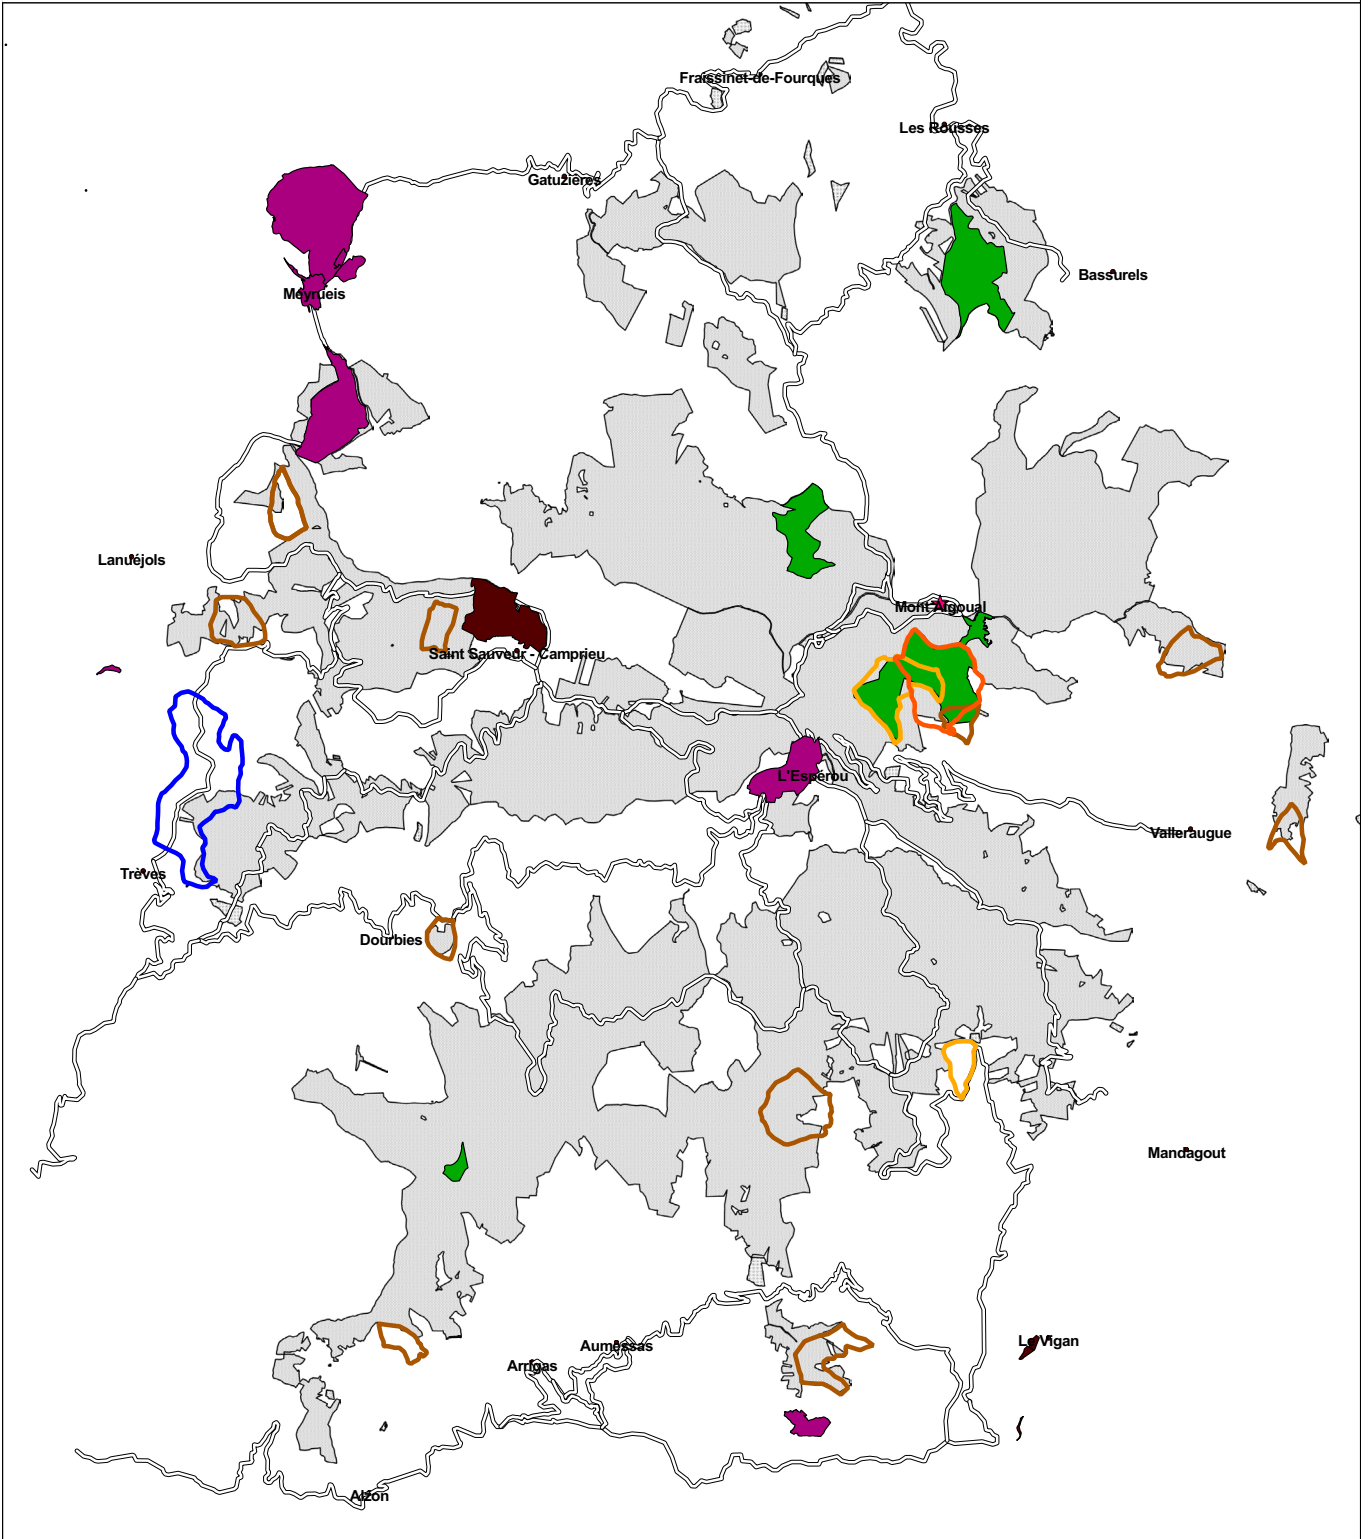 Fraissinet-de-Fourques
Les Rousses
Gatuzières
Bassurels
Meyrueis
Lanuéjols
Mont Aigoual
Saint Sauveur - Camprieu
L'Espérou
Valleraugue
Trèves
Dourbies
Mandagout
Le Vigan
Aumessas
Arrigas
Alzon